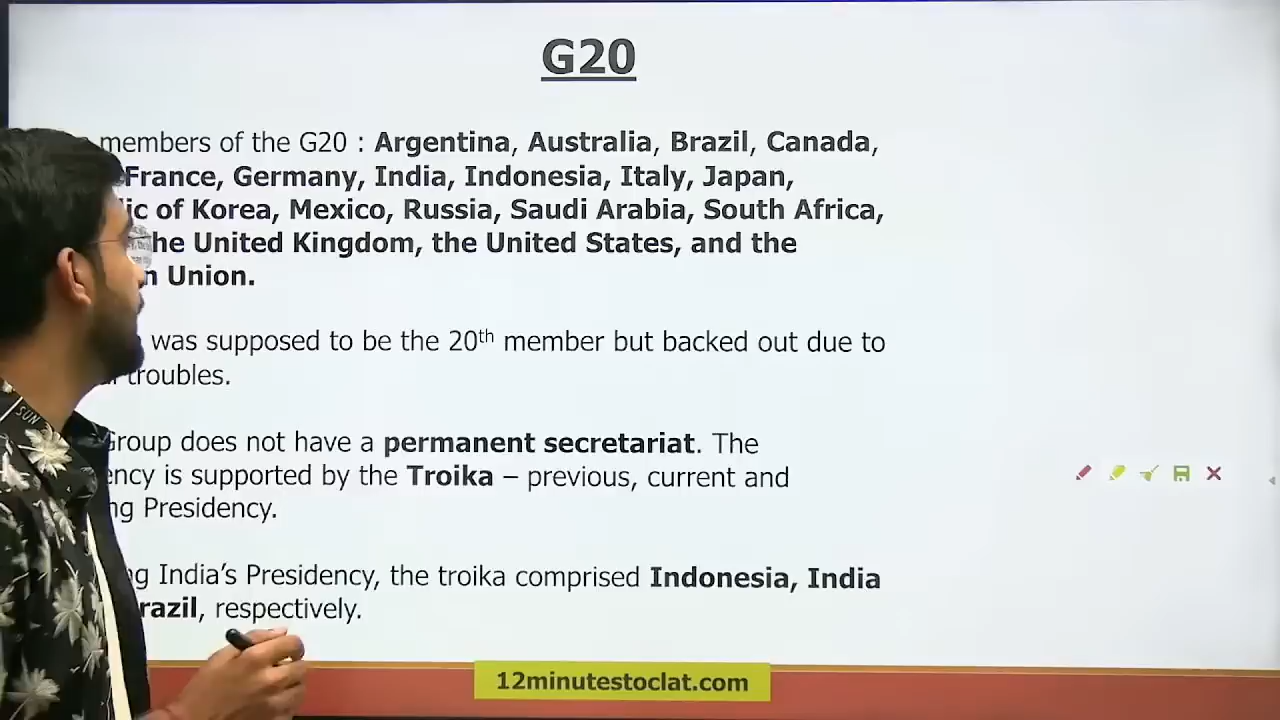 G20
members of the G20 : Argentina, Australia, Brazil, Canada,
France, Germany, India, Indonesia, Italy, Japan,
of Korea, Mexico, Russia, Saudi Arabia, South Africa,
the United Kingdom, the United States, and the
Union.
was supposed to be the 20th member but backed out due to
troubles.
Group does not have a permanent secretariat. The
is supported by the Troika – previous, current and
Presidency.
India’s Presidency, the troika comprised Indonesia, India
Brazil, respectively.
SUN
12minutestoclat.com